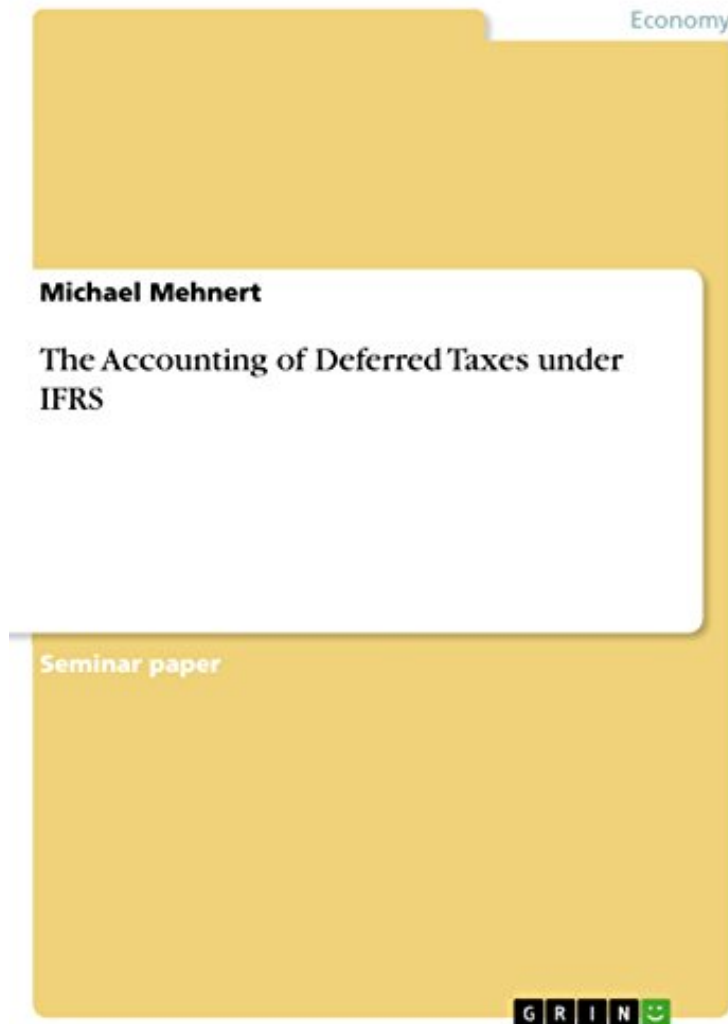 Economy
Michael Mehnert
The Accounting of Deferred Taxes under
IFRS
Seminar paper
GRIN